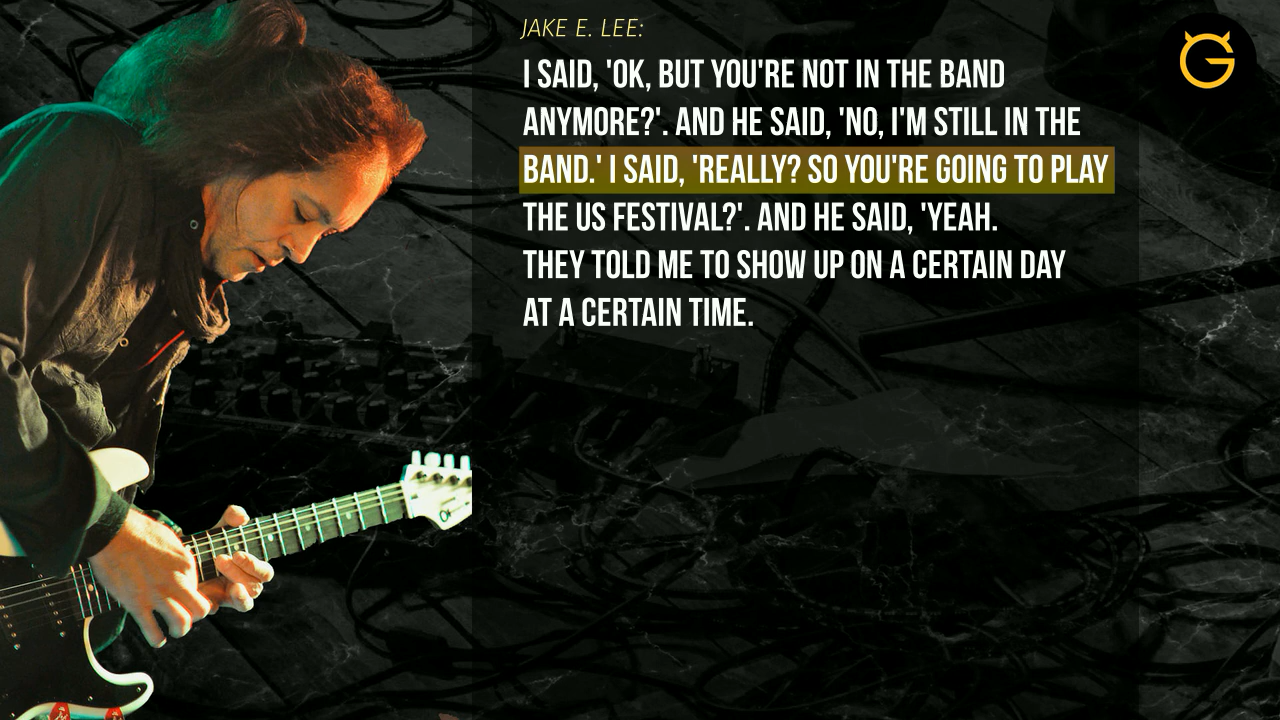 JAKE E. LEE:
I SAID, 'OK, BUT YOU'RE NOT IN THE BAND
ANYMORE?'. AND HE SAID, 'NO, I'M STILL IN THE
BAND.' I SAID, 'REALLY? SO YOU'RE GOING TO PLAY
THE US FESTIVAL?'. AND HE SAID, 'YEAH.
THEY TOLD ME TO SHOW UP ON A CERTAIN DAY
AT A CERTAIN TIME.